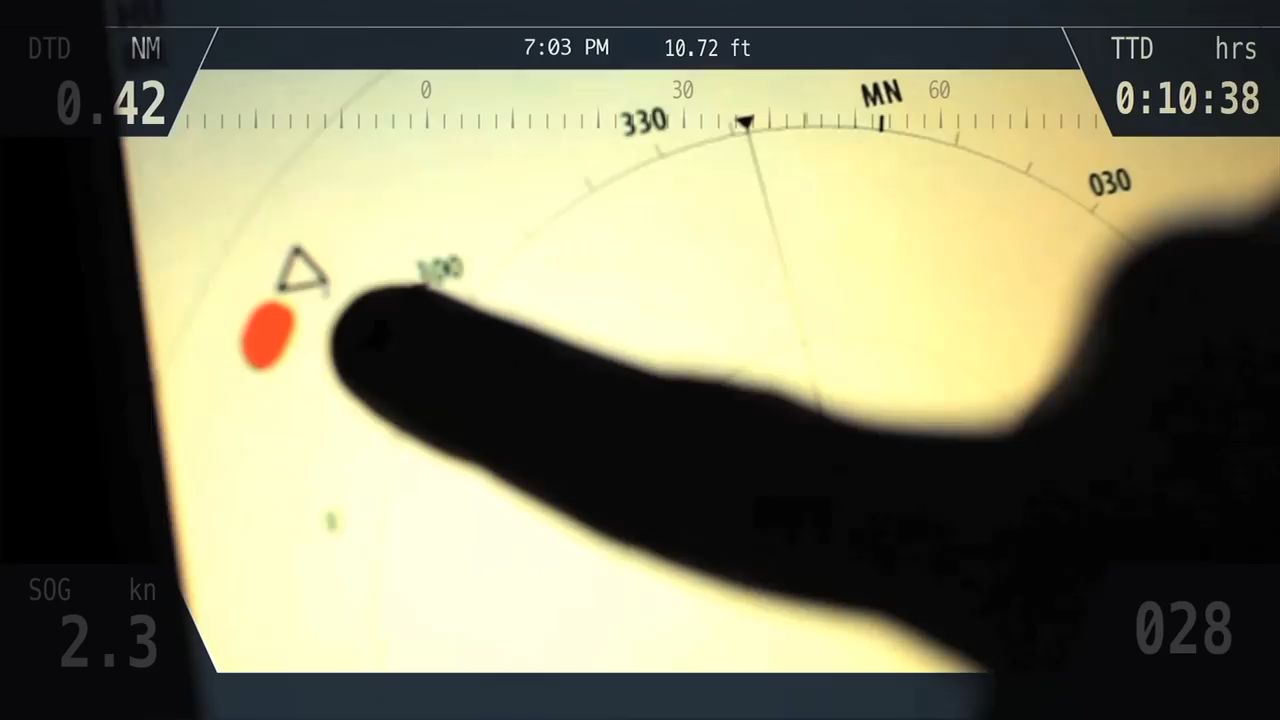 DTD NM
0.42
7:03 PM 10.72 ft
TTD hrs
0:10:38
0 30 60
330 MN 030
SOG kn
2.3
028